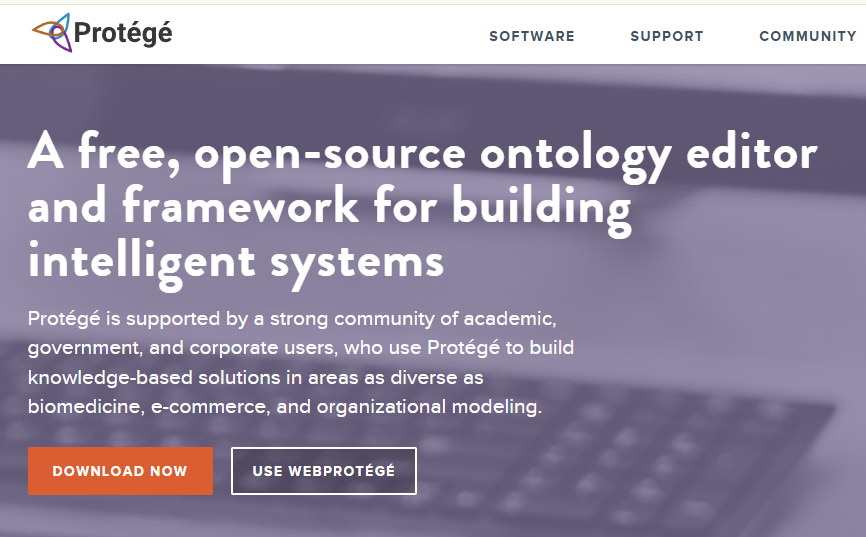 Protégé
SOFTWARE
SUPPORT
COMMUNITY
A free, open-source ontology editor
and framework for building
intelligent systems
Protégé is supported by a strong community of academic,
government, and corporate users, who use Protégé to build
knowledge-based solutions in areas as diverse as
biomedicine, e-commerce, and organizational modeling.
DOWNLOAD NOW
USE WEBPROTÉGÉ